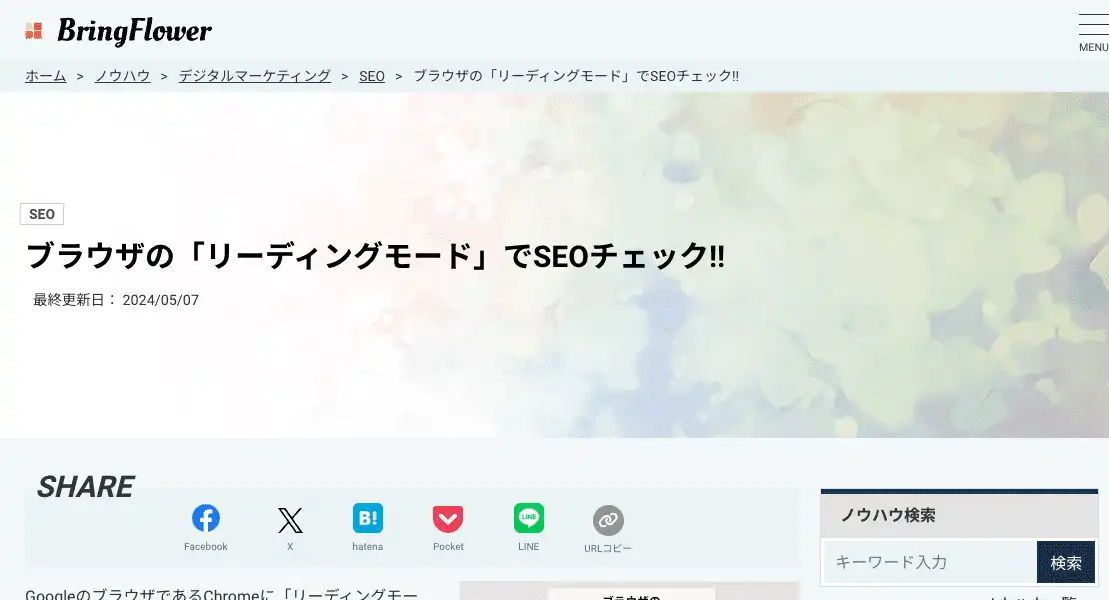 BringFlower
MENU
ホーム > ノウハウ > デジタルマーケティング > SEO > ブラウザの「リーディングモード」でSEOチェック!!
SEO
ブラウザの「リーディングモード」でSEOチェック!!
最終更新日： 2024/05/07
SHARE
Facebook
X
B!
hatena
Pocket
LINE
LINE
URLコピー
ノウハウ検索
キーワード入力
検索
GoogleのブラウザであるChromeに「リーディングモー
ブラウザの